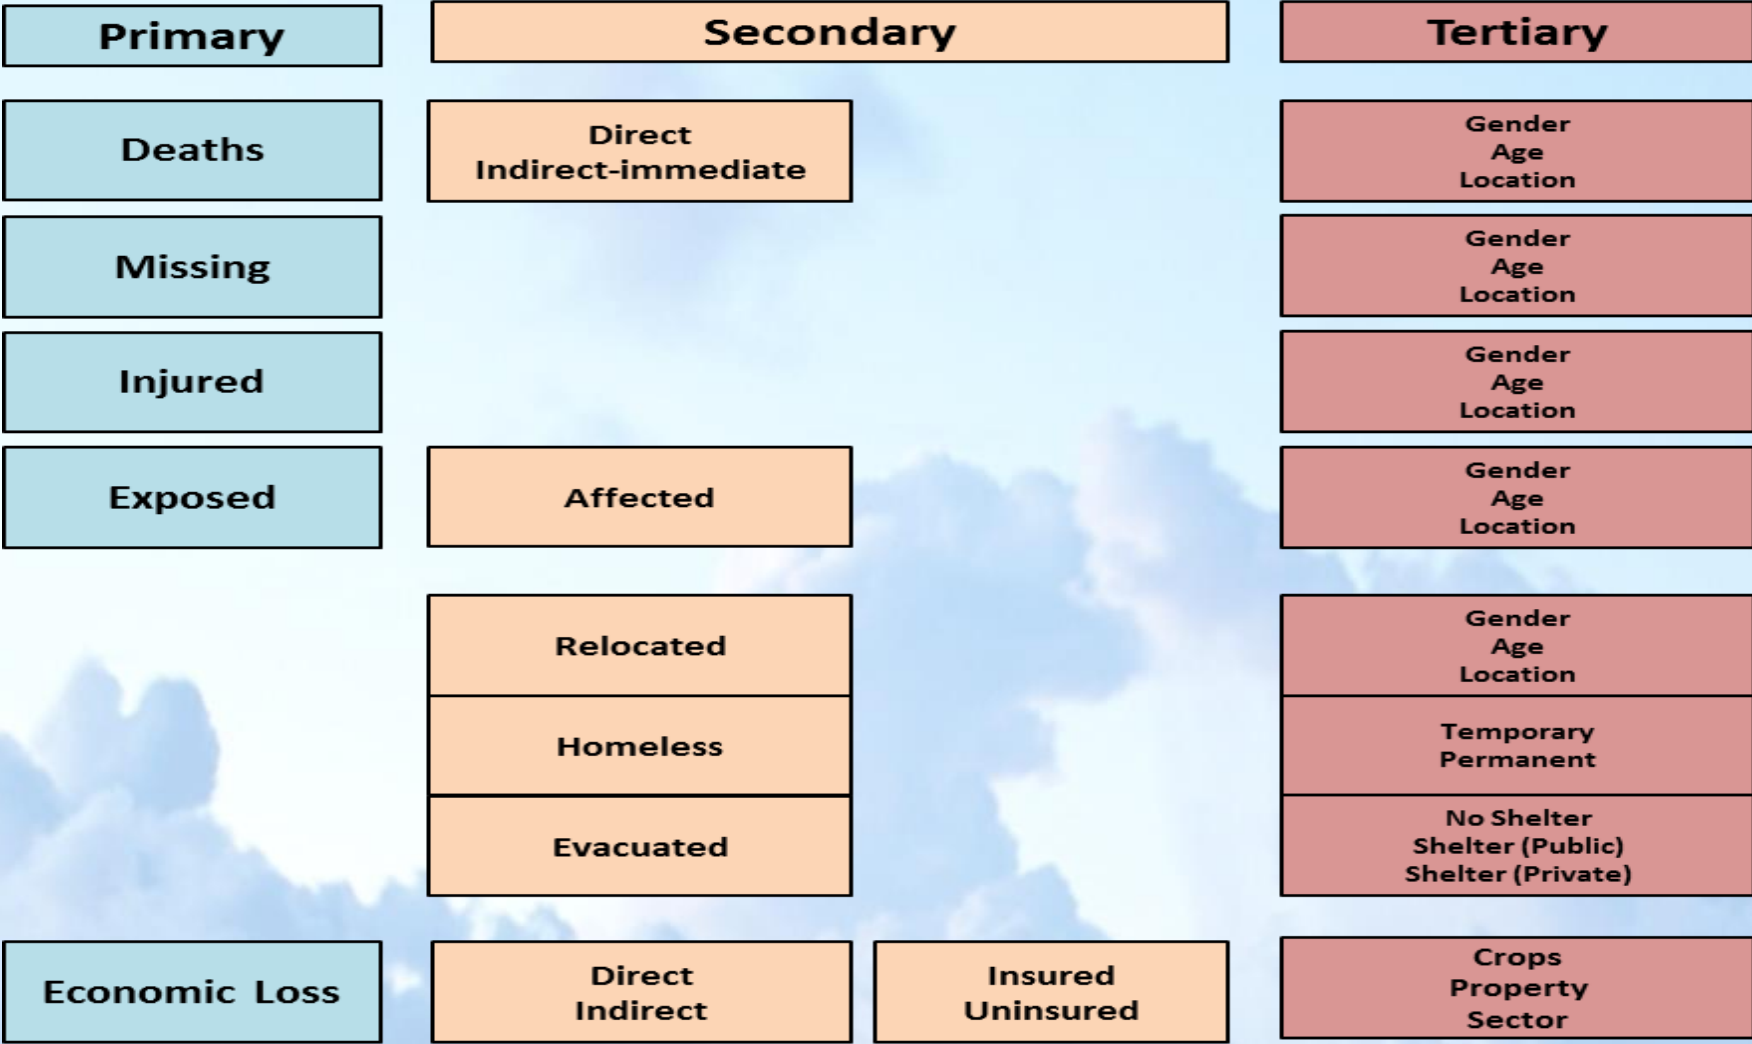 Primary
Secondary
Tertiary
Deaths
Direct
Indirect-immediate
Gender
Age
Location
Missing
Gender
Age
Location
Injured
Gender
Age
Location
Exposed
Affected
Gender
Age
Location
Relocated
Gender
Age
Location
Homeless
Temporary
Permanent
Evacuated
No Shelter
Shelter (Public)
Shelter (Private)
Economic Loss
Direct
Indirect
Insured
Uninsured
Crops
Property
Sector